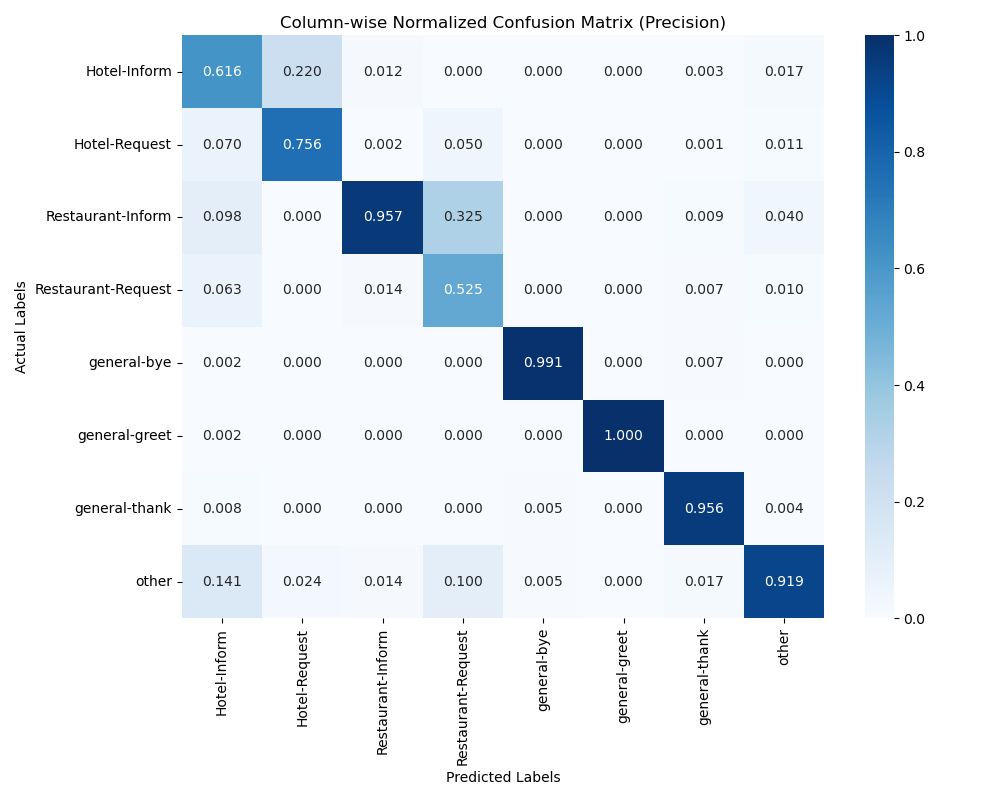 Column-wise Normalized Confusion Matrix (Precision)
Actual Labels
Hotel-Inform 0.616 0.220 0.012 0.000 0.000 0.000 0.003 0.017
Hotel-Request 0.070 0.756 0.002 0.050 0.000 0.000 0.001 0.011
Restaurant-Inform 0.098 0.000 0.957 0.325 0.000 0.000 0.009 0.040
Restaurant-Request 0.063 0.000 0.014 0.525 0.000 0.000 0.007 0.010
general-bye 0.002 0.000 0.000 0.000 0.991 0.000 0.007 0.000
general-greet 0.002 0.000 0.000 0.000 0.000 1.000 0.000 0.000
general-thank 0.008 0.000 0.000 0.000 0.005 0.000 0.956 0.004
other 0.141 0.024 0.014 0.100 0.005 0.000 0.017 0.919
Hotel-Inform
Hotel-Request
Restaurant-Inform
Restaurant-Request
general-bye
general-greet
general-thank
other
Predicted Labels
1.0
0.8
0.6
0.4
0.2
0.0